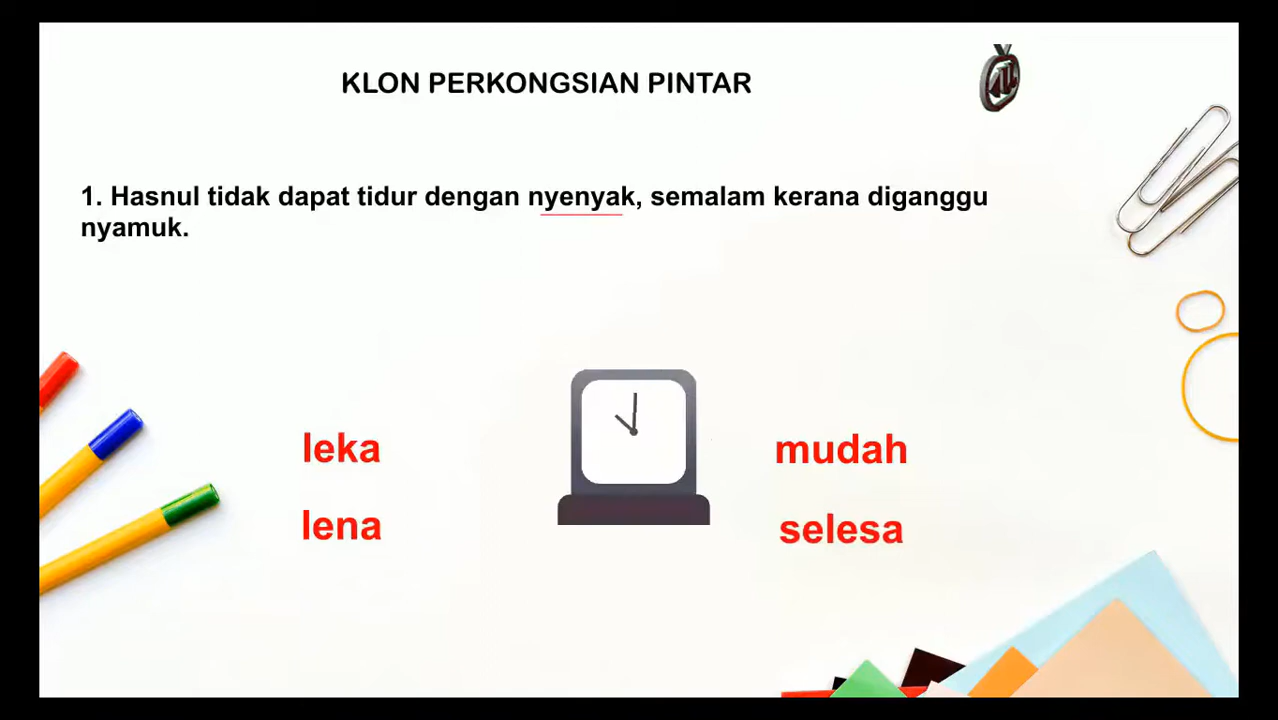 KLON PERKONGSIAN PINTAR
1. Hasnul tidak dapat tidur dengan nyenyak, semalam kerana diganggu
nyamuk.
leka
mudah
lena
selesa